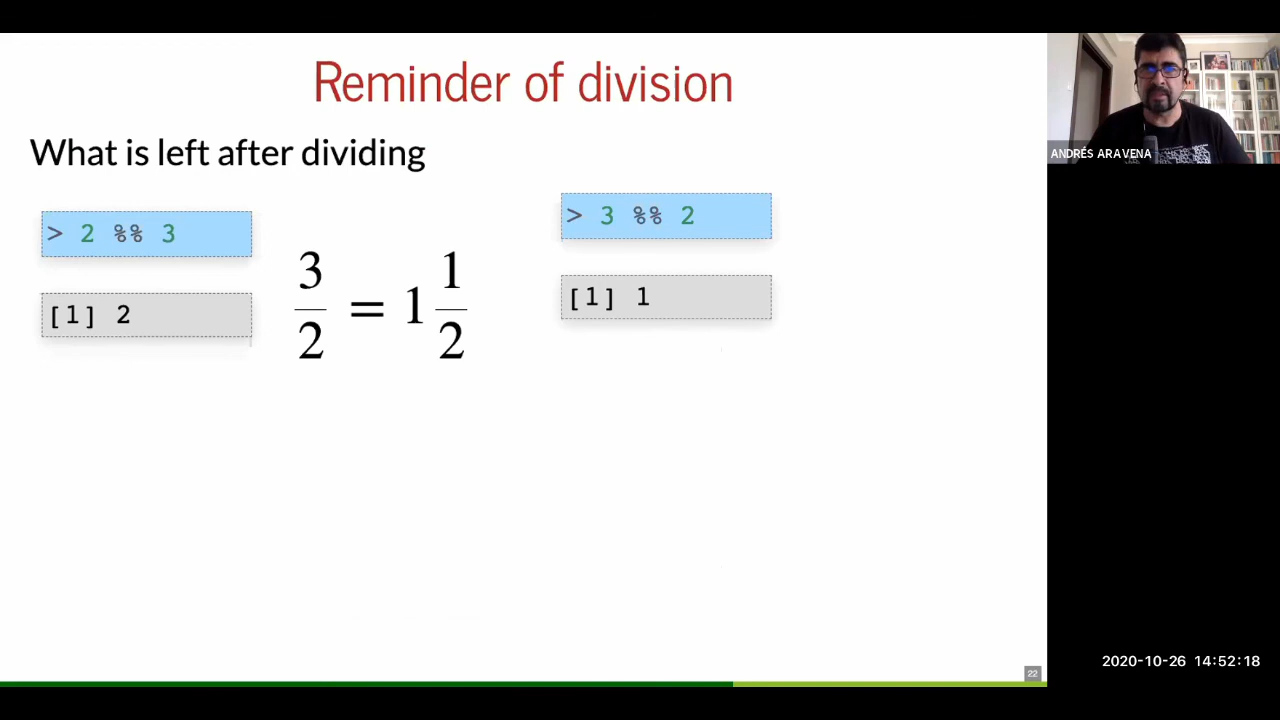 Reminder of division
What is left after dividing
> 2 %% 3
[1] 2
3/2 = 1 1/2
> 3 %% 2
[1] 1
22
ANDRÉS ARAVENA
2020-10-26 14:52:18